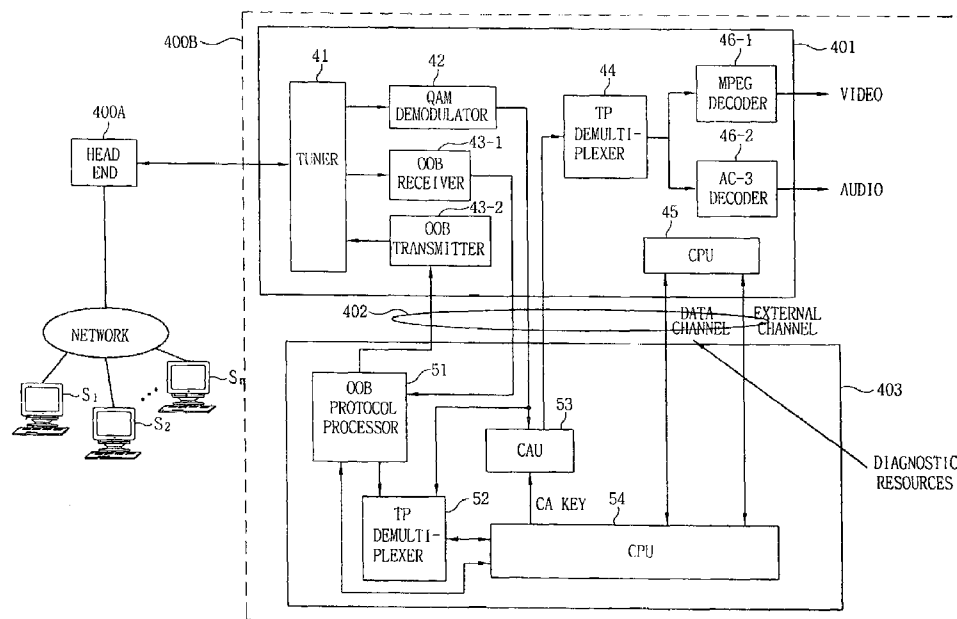 400B
401
46-1
MPEG
DECODER
VIDEO
41
42
QAM
DEMODULATOR
44
TP
DEMULTI-
PLEXER
400A
HEAD
END
TUNER
43-1
OOB
RECEIVER
46-2
AC-3
DECODER
AUDIO
43-2
OOB
TRANSMITTER
45
CPU
402
DATA
CHANNEL
EXTERNAL
CHANNEL
NETWORK
S1
S2
Sn
51
OOB
PROTOCOL
PROCESSOR
53
CAU
403
DIAGNOSTIC
RESOURCES
52
TP
DEMULTI-
PLEXER
CA KEY
54
CPU